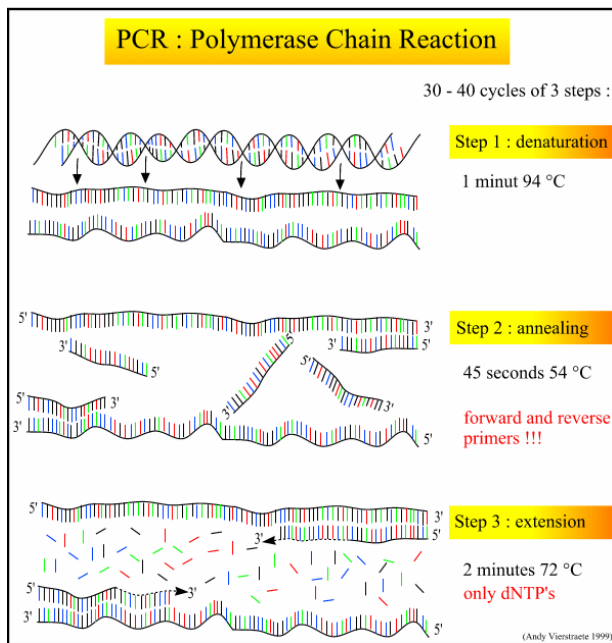 PCR : Polymerase Chain Reaction
30 - 40 cycles of 3 steps :
Step 1 : denaturation
1 minut 94 °C
5'
3'
Step 2 : annealing
3'
5'
5'
3'
5'
45 seconds 54 °C
5'
3'
5'
3'
3'
3'
5'
forward and reverse
primers !!!
5'
3'
Step 3 : extension
3'
5'
2 minutes 72 °C
only dNTP's
5'
3'
3'
5'
(Andy Vierstraete 1999)